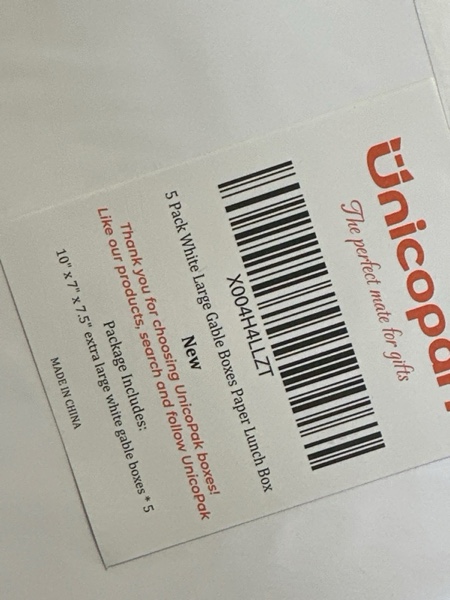 Unicopak
The perfect mate for gifts
X004H4LLZT
5 Pack White Large Gable Boxes Paper Lunch Box
New
Thank you for choosing UnicoPak boxes!
Like our products, search and follow UnicoPak
Package Includes:
10" x 7" x 7.5" extra large white gable boxes * 5
MADE IN CHINA